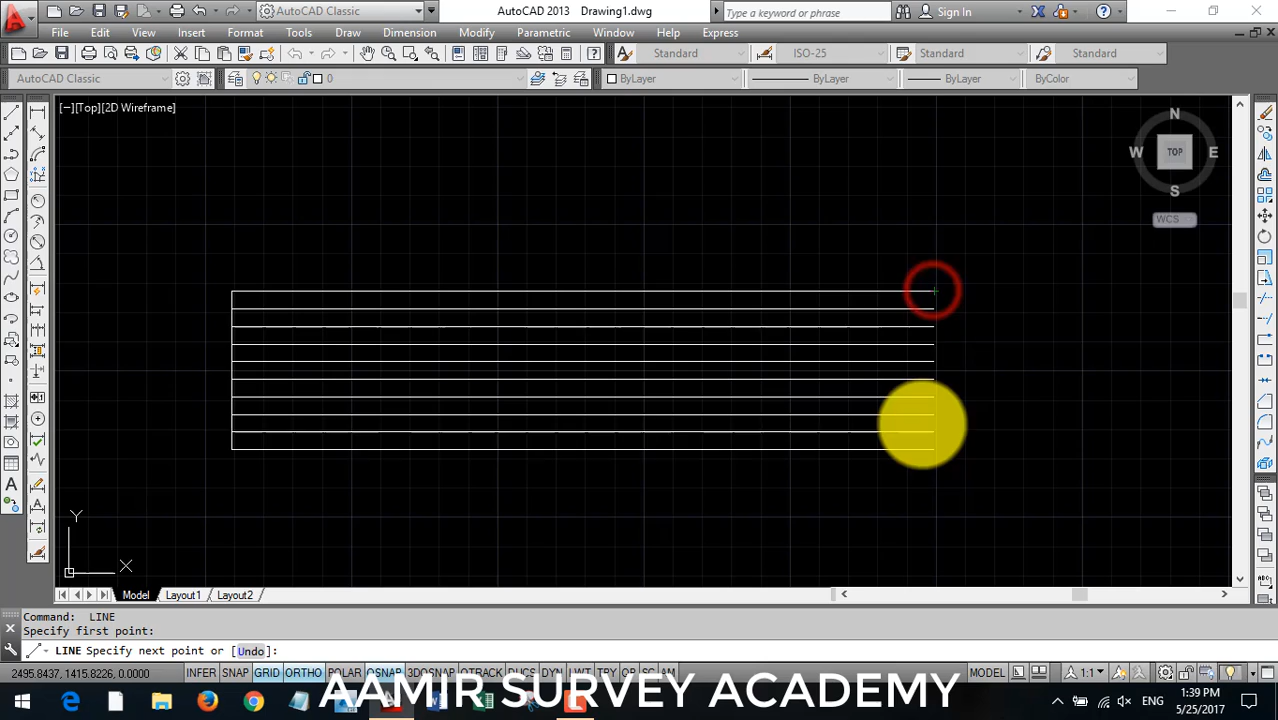 AutoCAD Classic
AutoCAD 2013 Drawing1.dwg
Type a keyword or phrase
Sign In
File Edit View Insert Format Tools Draw Dimension Modify Parametric Window Help Express
Standard ISO-25 Standard Standard
AutoCAD Classic 0 ByLayer ByLayer ByLayer ByColor
[−][Top][2D Wireframe]
N
W TOP E
S
WCS
Y
X
Model Layout1 Layout2
Command: LINE
Specify first point:
LINE Specify next point or [Undo]:
2495.8437, 1415.8226, 0.0000 INFER SNAP GRID ORTHO POLAR OSNAP 3DOSNAP OTRACK DUCS DYN LWT TPY QP SC AM MODEL 1:1
AAMIR SURVEY ACADEMY
ENG
1:39 PM
5/25/2017